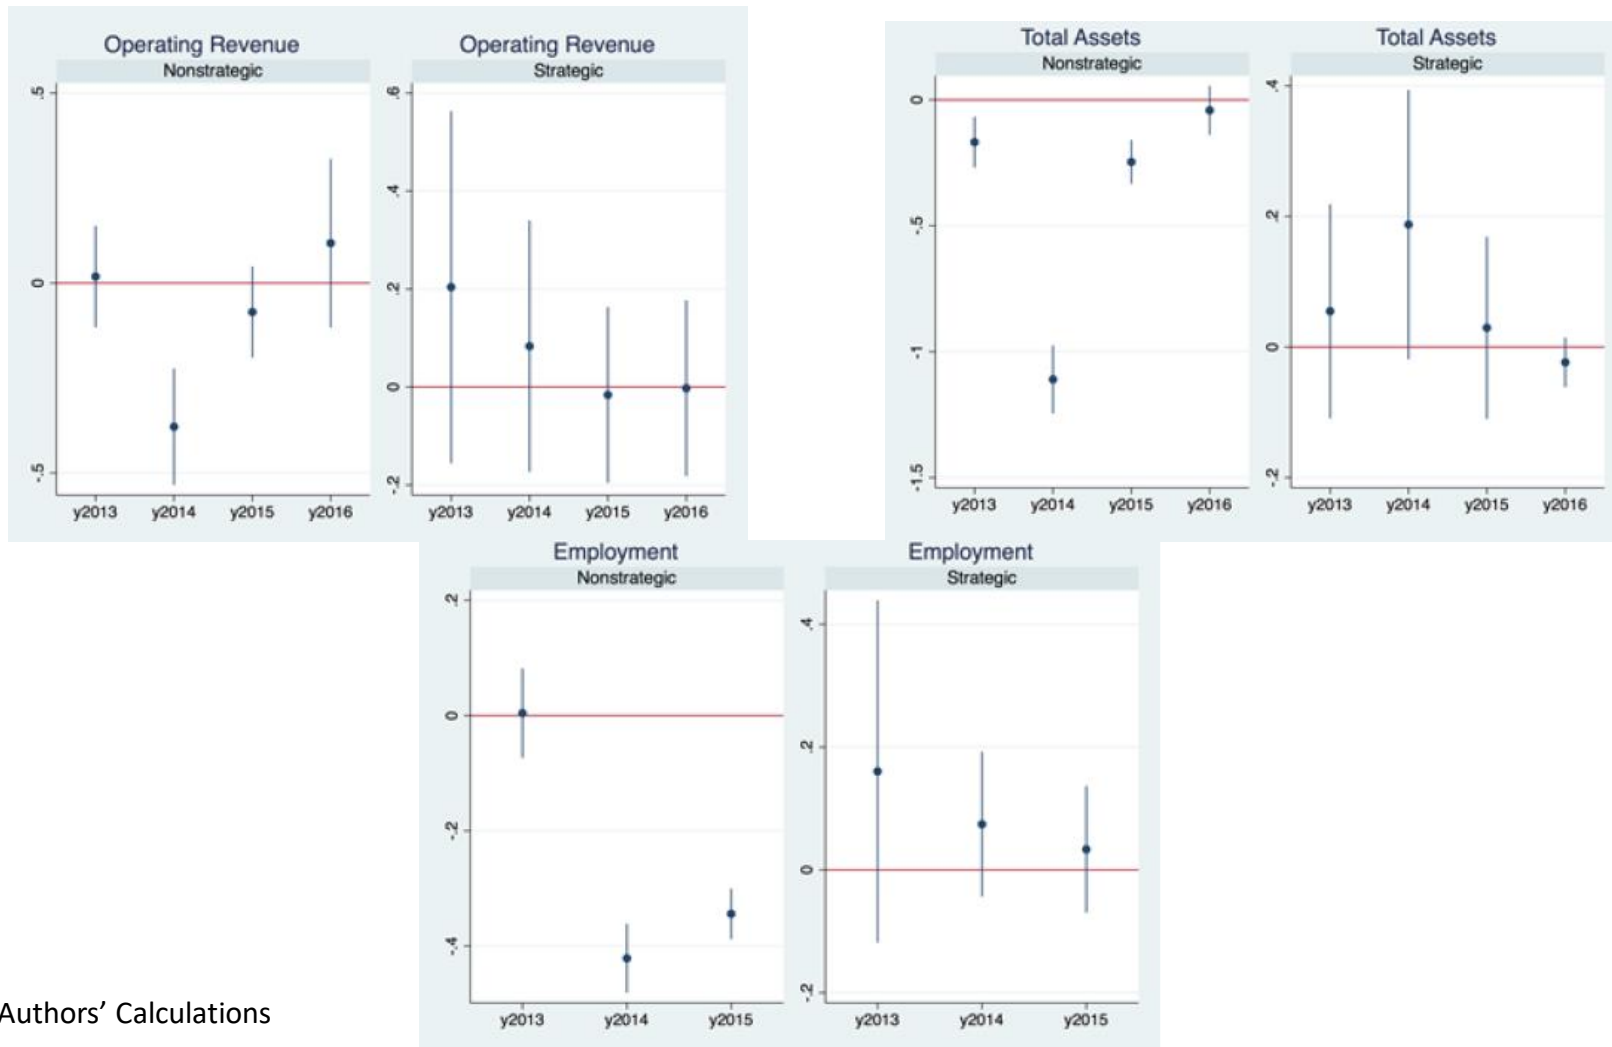 Operating Revenue
Nonstrategic
.5
0
-.5
y2013 y2014 y2015 y2016
Operating Revenue
Strategic
.6
.4
.2
0
-.2
y2013 y2014 y2015 y2016
Total Assets
Nonstrategic
0
-.5
-1
-1.5
y2013 y2014 y2015 y2016
Total Assets
Strategic
.4
.2
0
-.2
y2013 y2014 y2015 y2016
Employment
Nonstrategic
.2
0
-.2
-.4
y2013 y2014 y2015
Employment
Strategic
.4
.2
0
-.2
y2013 y2014 y2015
Authors’ Calculations